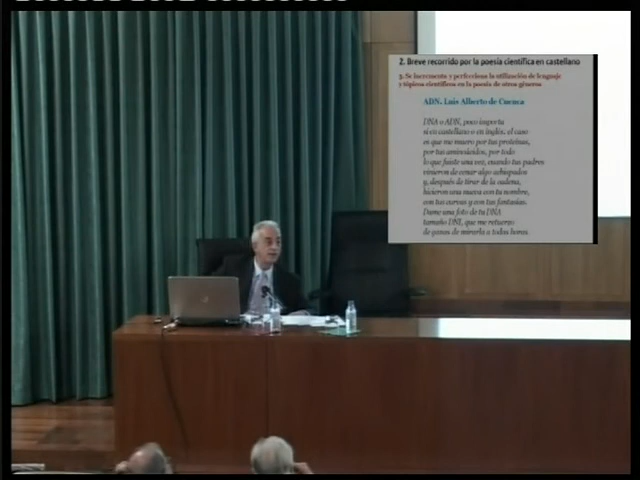 2. Breve recorrido por la poesía científica en castellano
3. Se incrementa y perfecciona la utilización de lenguaje
y tópicos científicos en la poesía de otros géneros
ADN. Luis Alberto de Cuenca
DNA o ADN, poco importa
si en castellano o en inglés: el caso
es que me muero por tus proteínas,
por tus aminoácidos, por todo
lo que fuiste una vez, cuando tus padres
vinieron de cenar algo achispados
y, después de tirar de la cadena,
hicieron una nueva con tu nombre,
con tus curvas y con tus fantasías.
Dame una foto de tu DNA
tamaño DNI, que me retuerzo
de ganas de mirarla a todas horas.